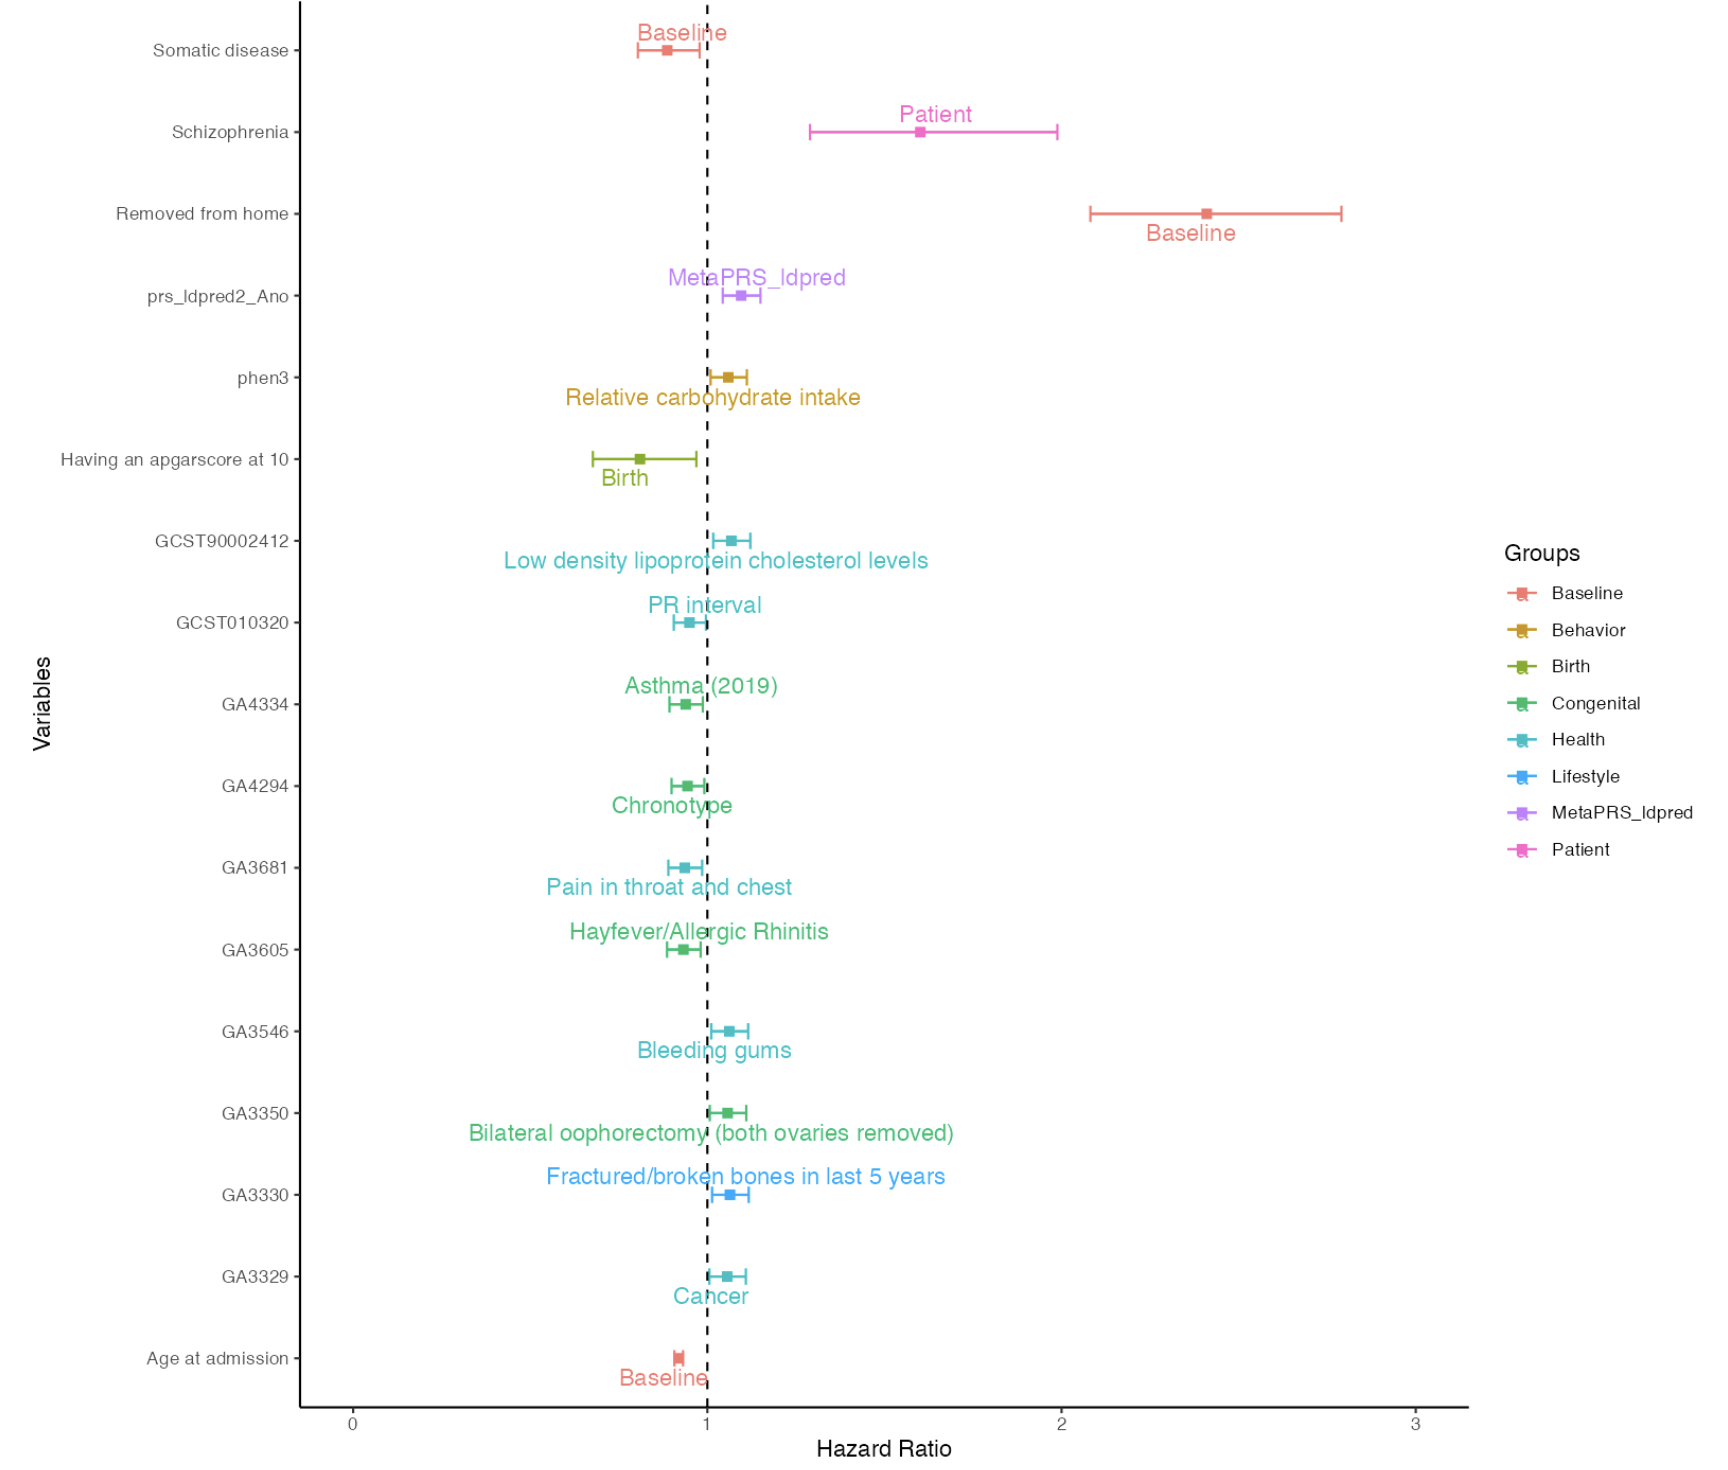 Baseline
Somatic disease
Patient
Schizophrenia
Removed from home
Baseline
MetaPRS_ldpred
prs_ldpred2_Ano
phen3
Relative carbohydrate intake
Having an apgarscore at 10
Birth
GCST90002412
Low density lipoprotein cholesterol levels
PR interval
GCST010320
Asthma (2019)
GA4334
GA4294
Chronotype
GA3681
Pain in throat and chest
Hayfever/Allergic Rhinitis
GA3605
GA3546
Bleeding gums
GA3350
Bilateral oophorectomy (both ovaries removed)
Fractured/broken bones in last 5 years
GA3330
GA3329
Cancer
Age at admission
Baseline
0 1 2 3
Hazard Ratio
Variables
Groups
a Baseline
a Behavior
a Birth
a Congenital
a Health
a Lifestyle
a MetaPRS_ldpred
a Patient